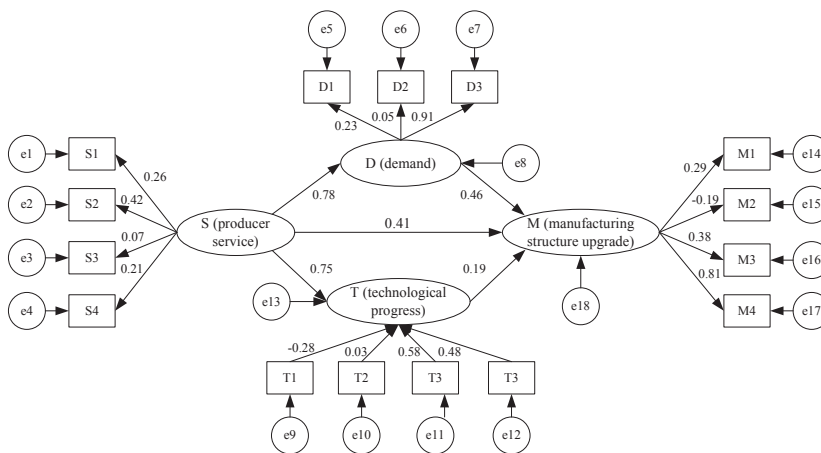 e5
e6
e7
D1
D2
D3
0.23
0.05
0.91
e1
S1
e14
M1
0.26
0.29
D (demand)
e8
e2
S2
0.42
0.78
0.46
-0.19
M2
e15
S (producer
service)
0.41
M (manufacturing
structure upgrade)
e3
S3
0.07
0.38
M3
e16
0.21
0.75
0.19
0.81
e4
S4
e13
T (technological
progress)
e18
M4
e17
-0.28
0.03
0.58
0.48
T1
T2
T3
T3
e9
e10
e11
e12